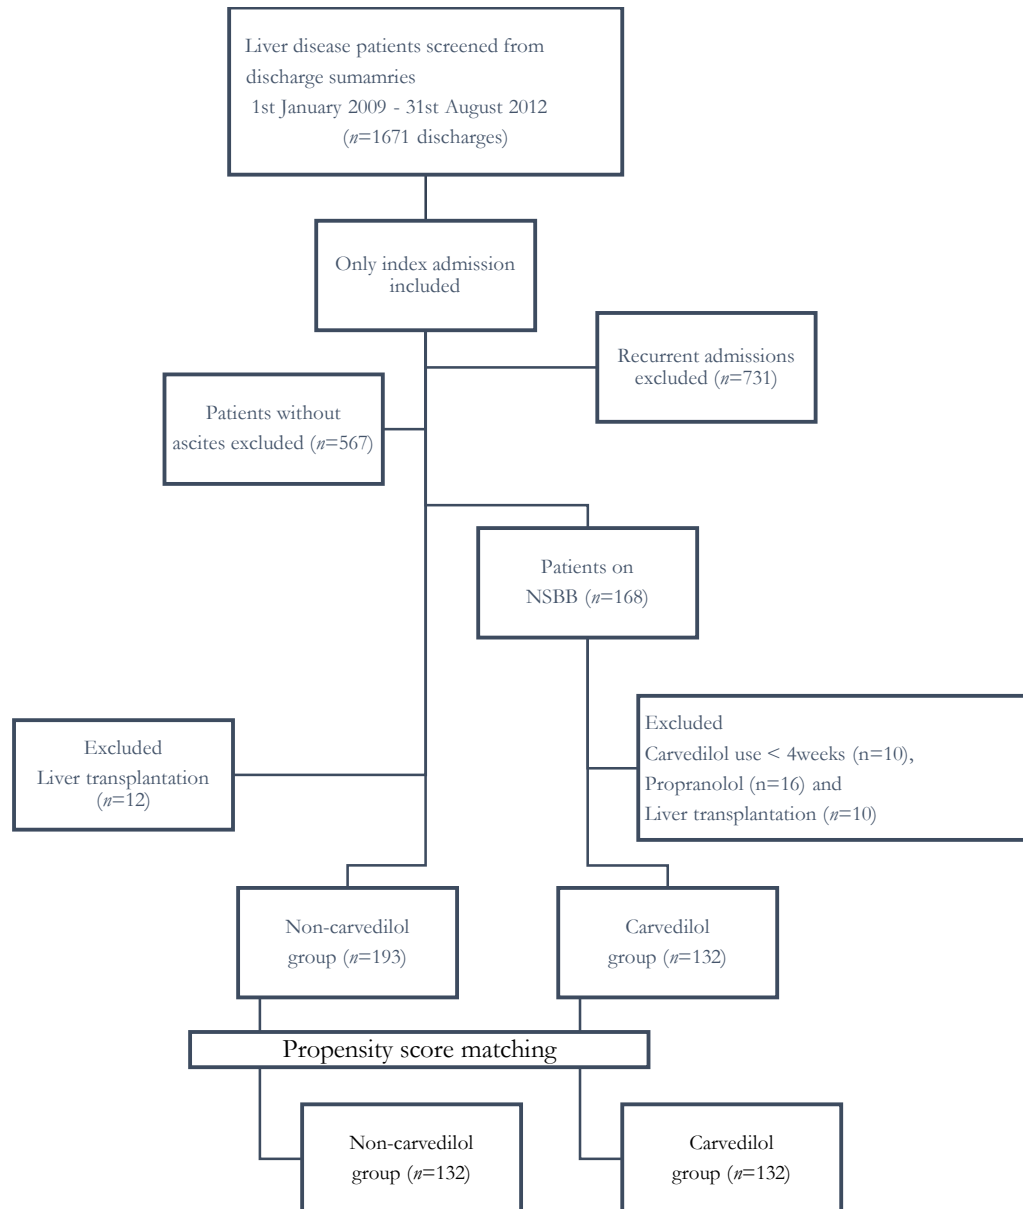 Liver disease patients screened from
discharge sumamries
1st January 2009 - 31st August 2012
(n=1671 discharges)
Only index admission
included
Recurrent admissions
excluded (n=731)
Patients without
ascites excluded (n=567)
Patients on
NSBB (n=168)
Excluded
Liver transplantation
(n=12)
Excluded
Carvedilol use < 4weeks (n=10),
Propranolol (n=16) and
Liver transplantation (n=10)
Non-carvedilol
group (n=193)
Carvedilol
group (n=132)
Propensity score matching
Non-carvedilol
group (n=132)
Carvedilol
group (n=132)